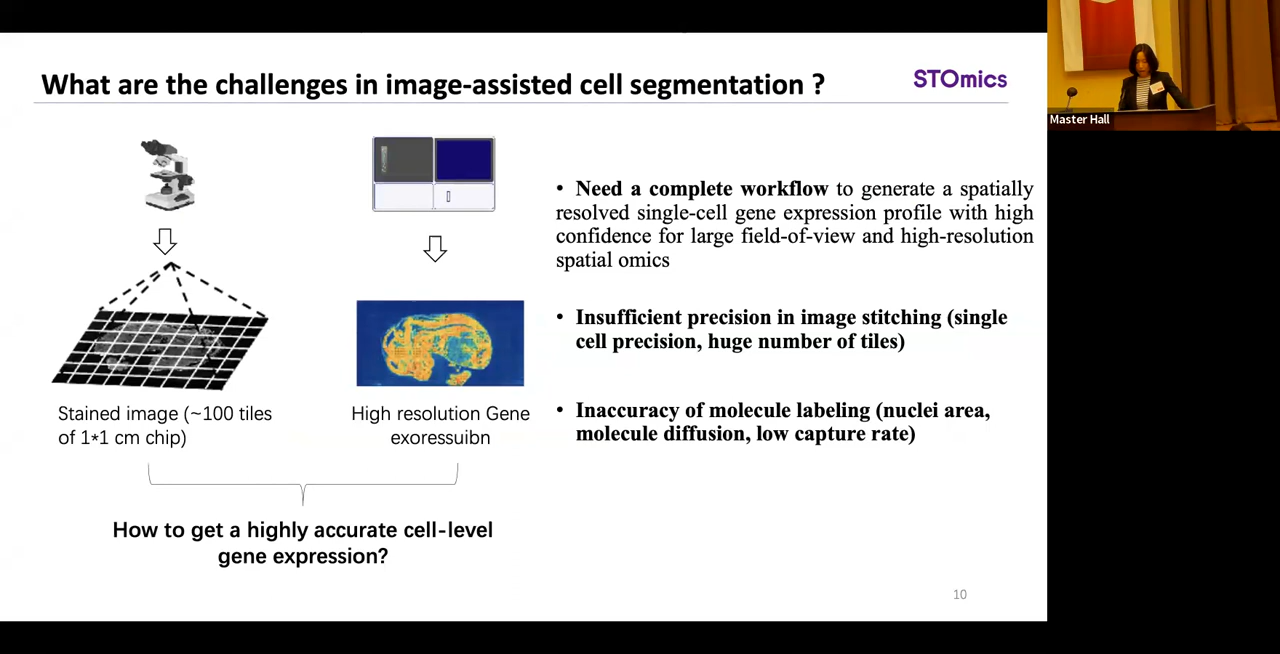 What are the challenges in image-assisted cell segmentation ?
STOmics
Master Hall
• Need a complete workflow to generate a spatially
resolved single-cell gene expression profile with high
confidence for large field-of-view and high-resolution
spatial omics
• Insufficient precision in image stitching (single
cell precision, huge number of tiles)
• Inaccuracy of molecule labeling (nuclei area,
molecule diffusion, low capture rate)
Stained image (~100 tiles
of 1*1 cm chip)
High resolution Gene
exoressuibn
How to get a highly accurate cell-level
gene expression?
10